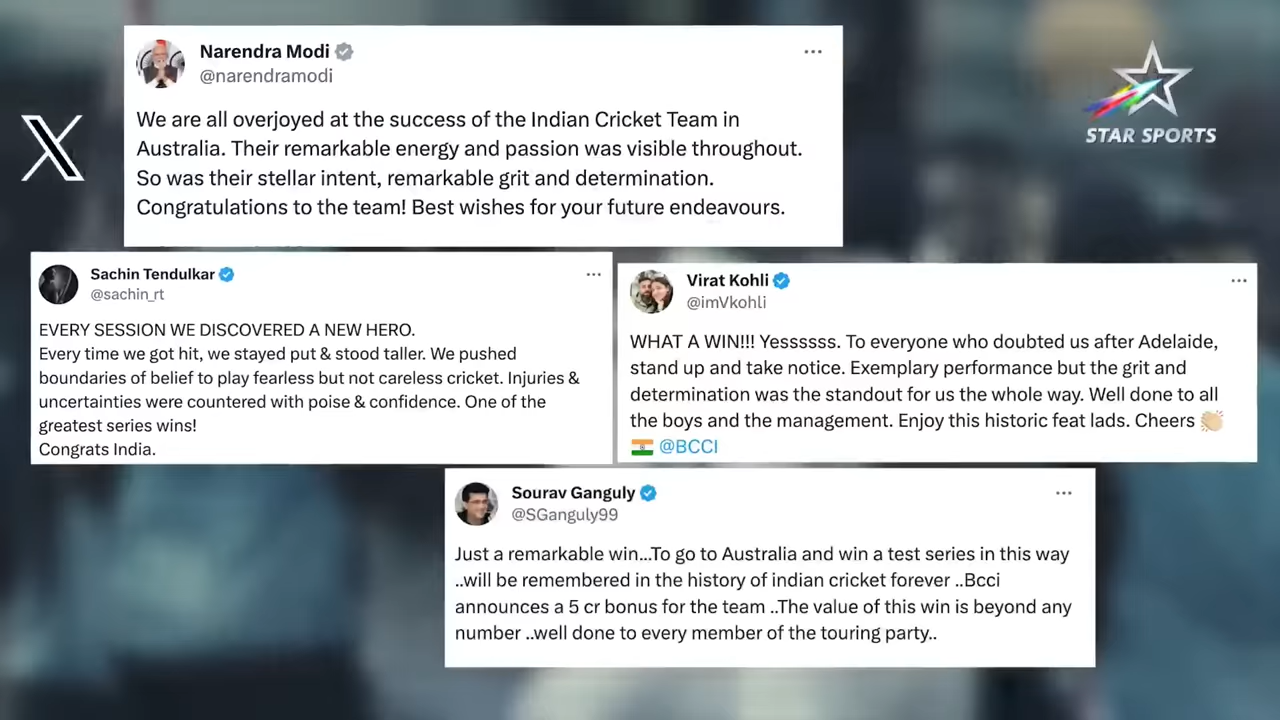 Narendra Modi
@narendramodi
We are all overjoyed at the success of the Indian Cricket Team in
Australia. Their remarkable energy and passion was visible throughout.
So was their stellar intent, remarkable grit and determination.
Congratulations to the team! Best wishes for your future endeavours.
X
STAR SPORTS
Sachin Tendulkar
@sachin_rt
EVERY SESSION WE DISCOVERED A NEW HERO.
Every time we got hit, we stayed put & stood taller. We pushed
boundaries of belief to play fearless but not careless cricket. Injuries &
uncertainties were countered with poise & confidence. One of the
greatest series wins!
Congrats India.
Virat Kohli
@imVkohli
WHAT A WIN!!! Yessssss. To everyone who doubted us after Adelaide,
stand up and take notice. Exemplary performance but the grit and
determination was the standout for us the whole way. Well done to all
the boys and the management. Enjoy this historic feat lads. Cheers 👏🏼
🇮🇳 @BCCI
Sourav Ganguly
@SGanguly99
Just a remarkable win...To go to Australia and win a test series in this way
..will be remembered in the history of indian cricket forever ..Bcci
announces a 5 cr bonus for the team ..The value of this win is beyond any
number ..well done to every member of the touring party..